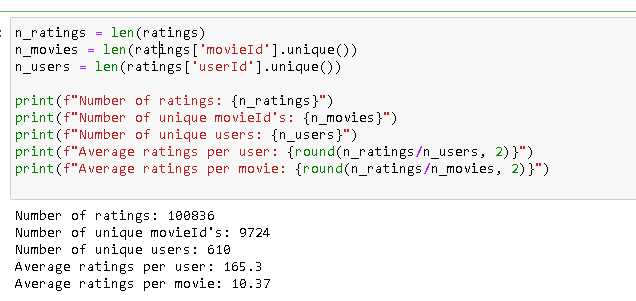 n_ratings = len(ratings)
n_movies = len(ratings['movieId'].unique())
n_users = len(ratings['userId'].unique())
print(f"Number of ratings: {n_ratings}")
print(f"Number of unique movieId's: {n_movies}")
print(f"Number of unique users: {n_users}")
print(f"Average ratings per user: {round(n_ratings/n_users, 2)}")
print(f"Average ratings per movie: {round(n_ratings/n_movies, 2)}")
Number of ratings: 100836
Number of unique movieId's: 9724
Number of unique users: 610
Average ratings per user: 165.3
Average ratings per movie: 10.37